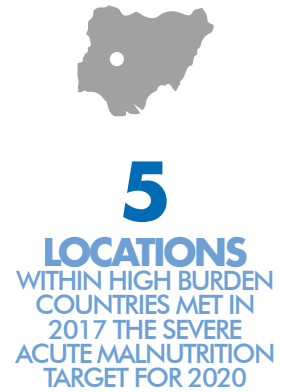 5
LOCATIONS
WITHIN HIGH BURDEN
COUNTRIES MET IN
2017 THE SEVERE
ACUTE MALNUTRITION
TARGET FOR 2020